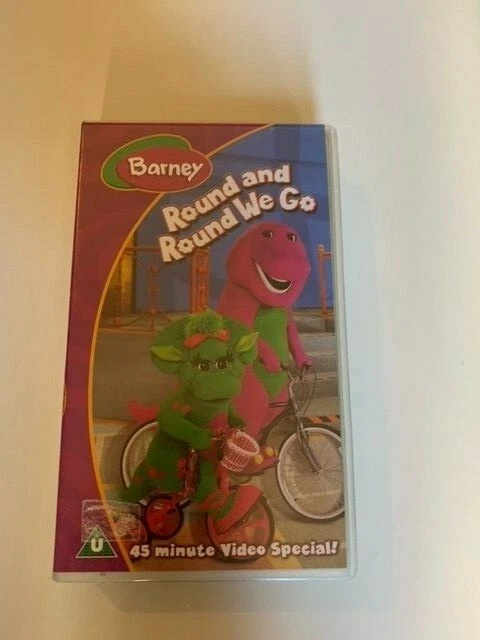 Barney
Round and
Round We Go
U
45 minute Video Special!